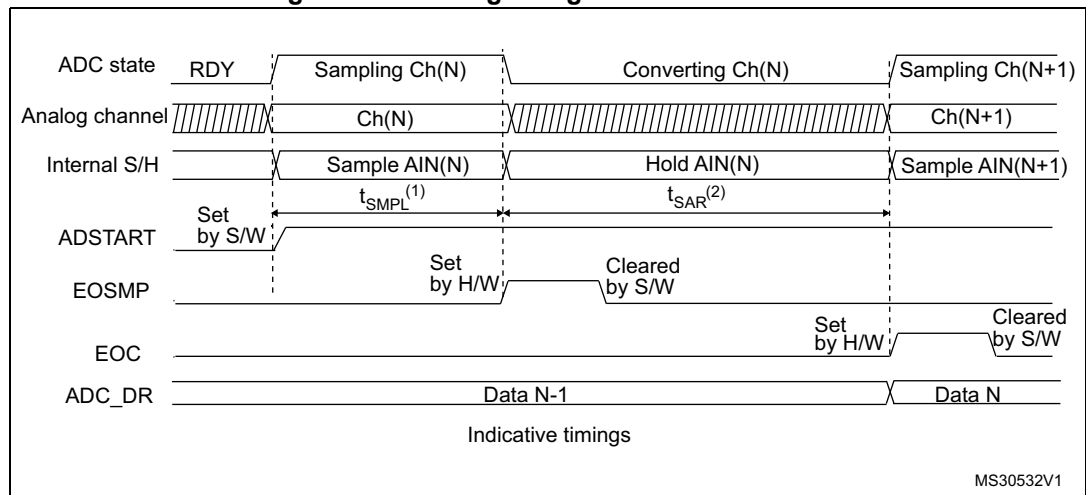 ADC state RDY Sampling Ch(N) Converting Ch(N) Sampling Ch(N+1)
Analog channel Ch(N) Ch(N+1)
Internal S/H Sample AIN(N) Hold AIN(N) Sample AIN(N+1)
tSMPL(1) tSAR(2)
Set
by S/W
ADSTART
Set
by H/W
Cleared
by S/W
EOSMP
Set
by H/W
Cleared
by S/W
EOC
ADC_DR Data N-1 Data N
Indicative timings
MS30532V1